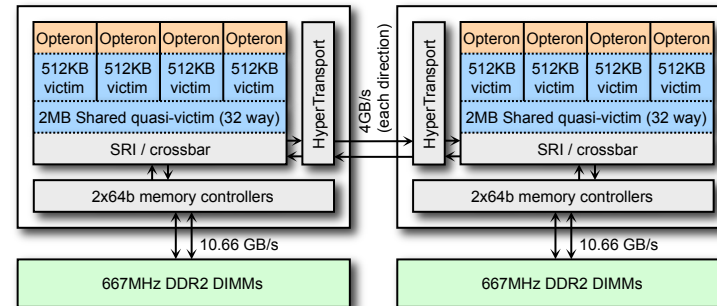 Opteron Opteron Opteron Opteron
512KB victim 512KB victim 512KB victim 512KB victim
2MB Shared quasi-victim (32 way)
SRI / crossbar
HyperTransport
2x64b memory controllers
10.66 GB/s
667MHz DDR2 DIMMs
4GB/s
(each direction)
HyperTransport
Opteron Opteron Opteron Opteron
512KB victim 512KB victim 512KB victim 512KB victim
2MB Shared quasi-victim (32 way)
SRI / crossbar
2x64b memory controllers
10.66 GB/s
667MHz DDR2 DIMMs